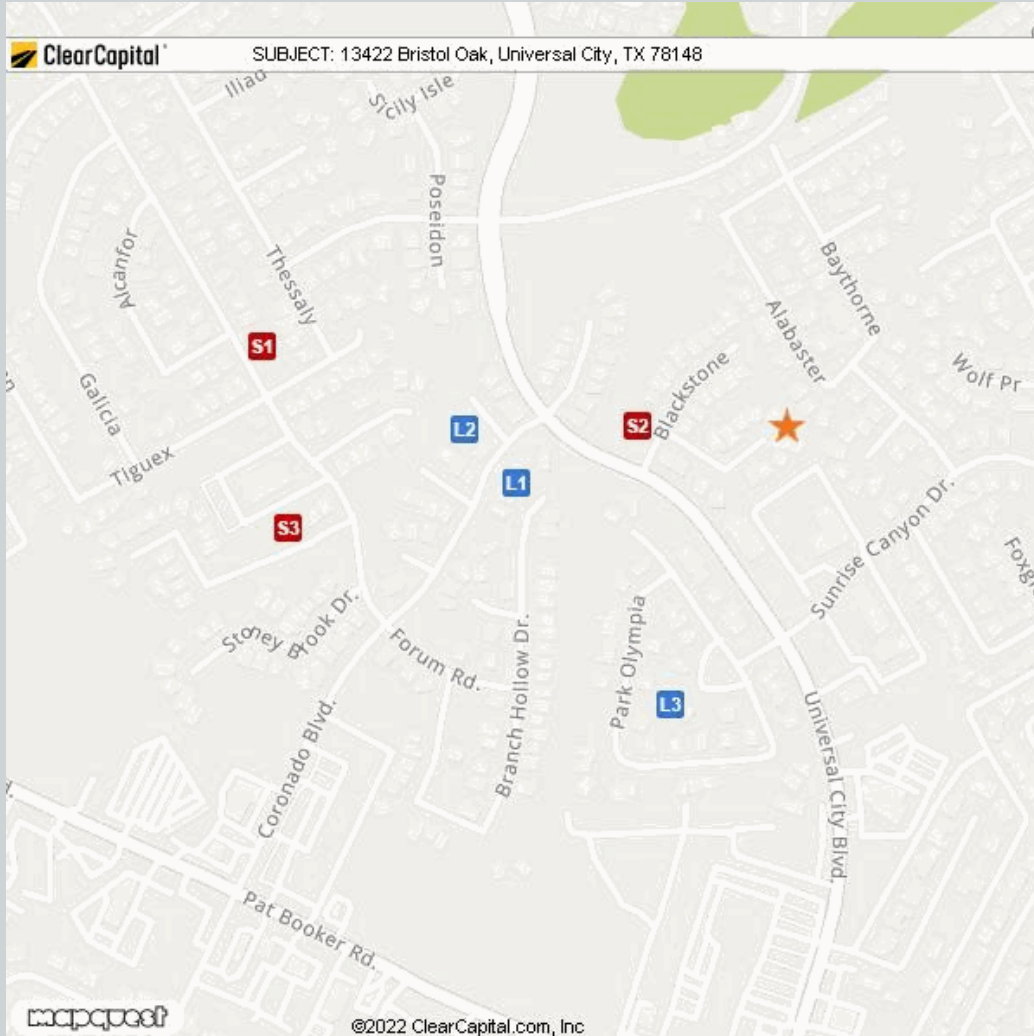 ClearCapital
SUBJECT: 13422 Bristol Oak, Universal City, TX 78148
Iliad
Sicily Isle
Poseidon
Alcanfor
Thessaly
Baythorne
Alabaster
S1
Wolf Pr
Blackstone
Galicia
L2
S2
Tiguex
L1
Sunrise Canyon Dr.
S3
Stoney Brook Dr.
Forum Rd.
Park Olympia
Branch Hollow Dr.
L3
Coronado Blvd.
Universal City Blvd.
Pat Booker Rd.
mapquest
©2022 ClearCapital.com, Inc